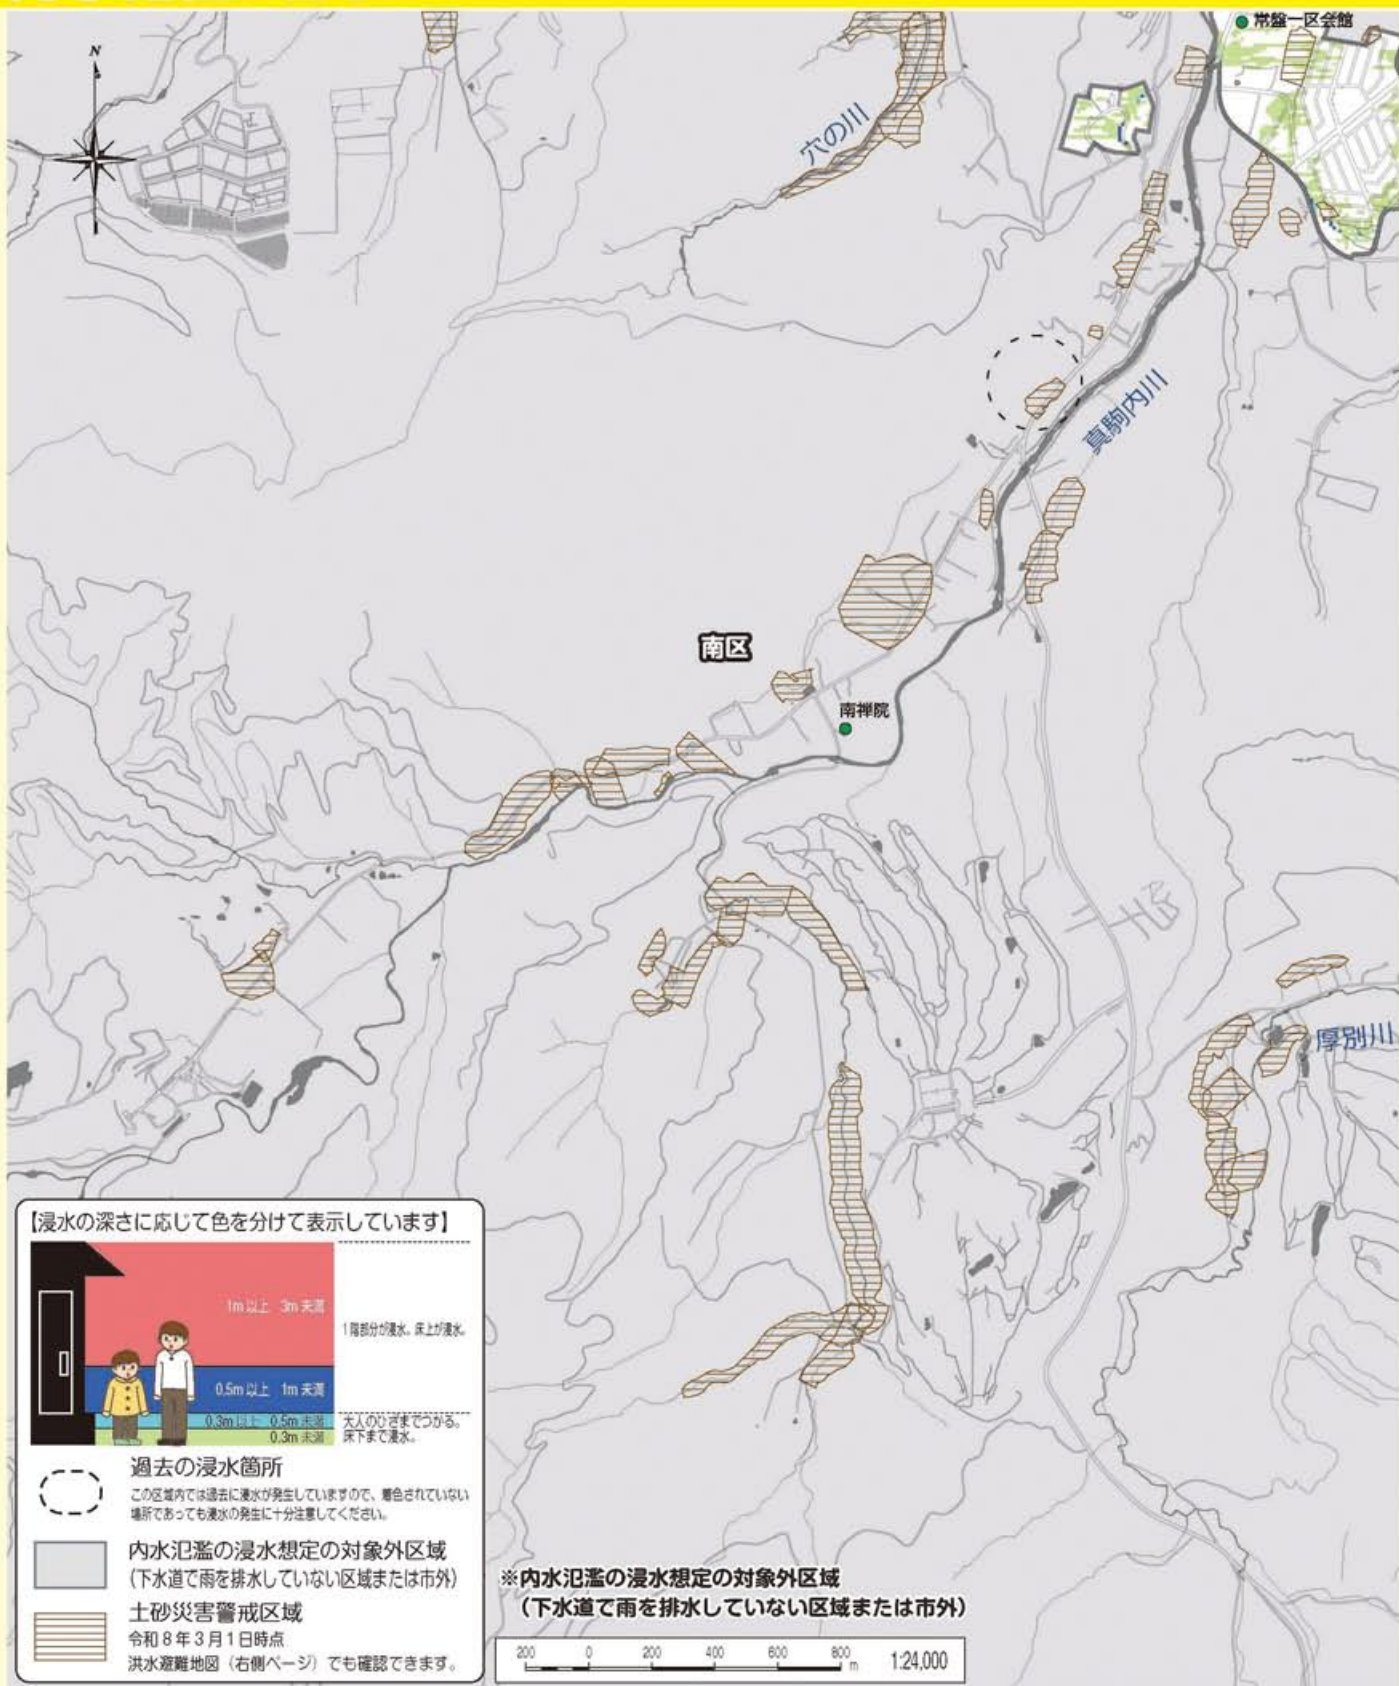 常盤一区会館
N
穴の川
真駒内川
南区
南禅院
厚別川
【浸水の深さに応じて色を分けて表示しています】
1m以上 3m未満
1階部分が浸水。床上が浸水。
0.5m以上 1m未満
0.3m以上 0.5m未満
大人のひざまでつかる。
0.3m未満
床下まで浸水。
過去の浸水箇所
この区域内では過去に浸水が発生していますので、着色されていない
場所であっても浸水の発生に十分注意してください。
内水氾濫の浸水想定の対象外区域
(下水道で雨を排水していない区域または市外)
土砂災害警戒区域
令和8年3月1日時点
洪水避難地図(右側ページ)でも確認できます。
※内水氾濫の浸水想定の対象外区域
(下水道で雨を排水していない区域または市外)
200 0 200 400 600 800 m 1:24,000